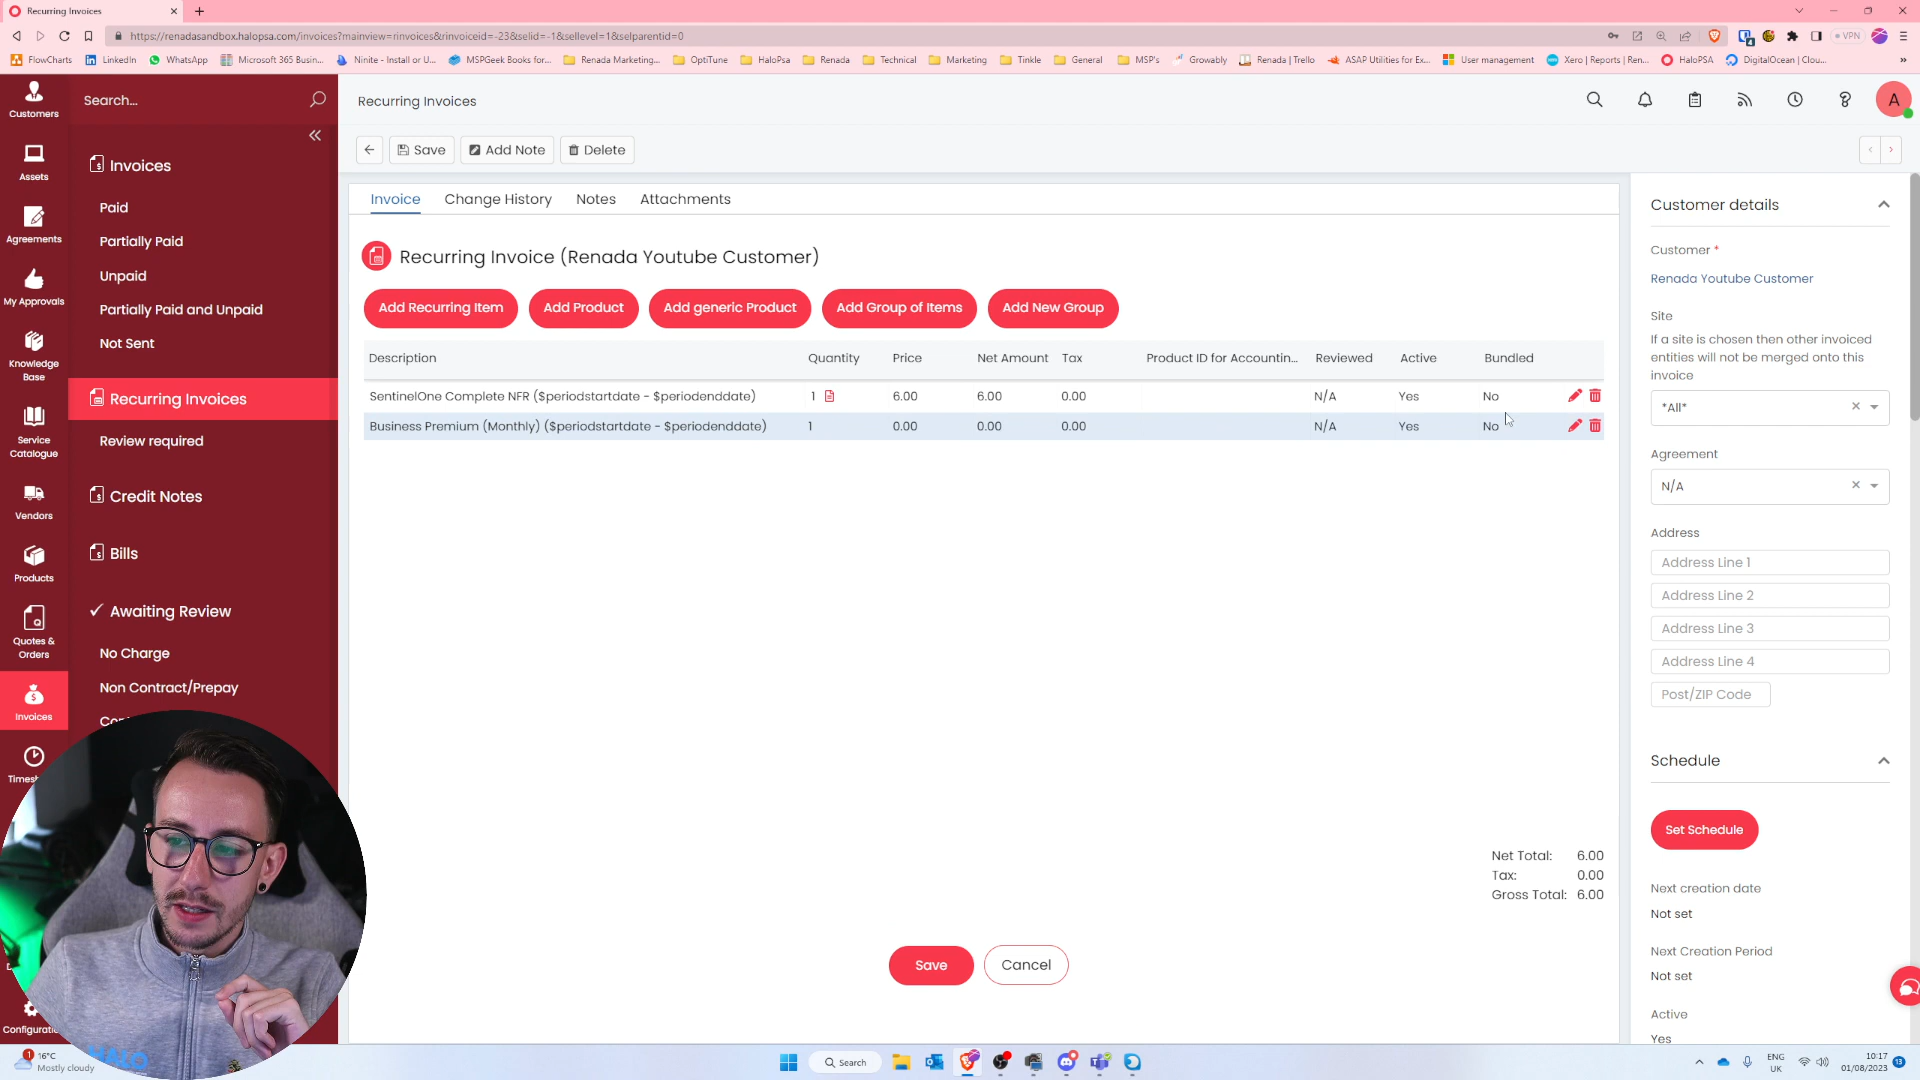 Recurring Invoices
https://renadasandbox.halopsa.com/invoices?mainview=rinvoices&rinvoiceid=-23&selid=-1&sellevel=1&selparentid=0
VPN
FlowCharts
LinkedIn
WhatsApp
Microsoft 365 Busin...
Ninite - Install or U...
MSPGeek Books for...
Renada Marketing...
OptiTune
HaloPsa
Renada
Technical
Marketing
Tinkle
General
MSP's
Growably
Renada | Trello
ASAP Utilities for Ex...
User management
Xero | Reports | Ren...
HaloPSA
DigitalOcean | Clou...
Customers
Assets
Agreements
My Approvals
Knowledge
Base
Service
Catalogue
Vendors
Products
Quotes &
Orders
Invoices
Search...
Invoices
Paid
Partially Paid
Unpaid
Partially Paid and Unpaid
Not Sent
Recurring Invoices
Review required
Credit Notes
Bills
Awaiting Review
No Charge
Non Contract/Prepay
Recurring Invoices
A
Save
Add Note
Delete
Invoice
Change History
Notes
Attachments
Recurring Invoice (Renada Youtube Customer)
Add Recurring Item
Add Product
Add generic Product
Add Group of Items
Add New Group
Description Quantity Price Net Amount Tax Product ID for Accountin... Reviewed Active Bundled
SentinelOne Complete NFR ($periodstartdate - $periodenddate) 1 6.00 6.00 0.00 N/A Yes No
Business Premium (Monthly) ($periodstartdate - $periodenddate) 1 0.00 0.00 0.00 N/A Yes No
Net Total: 6.00
Tax: 0.00
Gross Total: 6.00
Save
Cancel
Customer details
Customer *
Renada Youtube Customer
Site
If a site is chosen then other invoiced
entities will not be merged onto this
invoice
*All*
Agreement
N/A
Address
Address Line 1
Address Line 2
Address Line 3
Address Line 4
Post/ZIP Code
Schedule
Set Schedule
Next creation date
Not set
Next Creation Period
Not set
Active
Yes
1
16°C
Mostly cloudy
Search
ENG
UK
10:17
01/08/2023
13